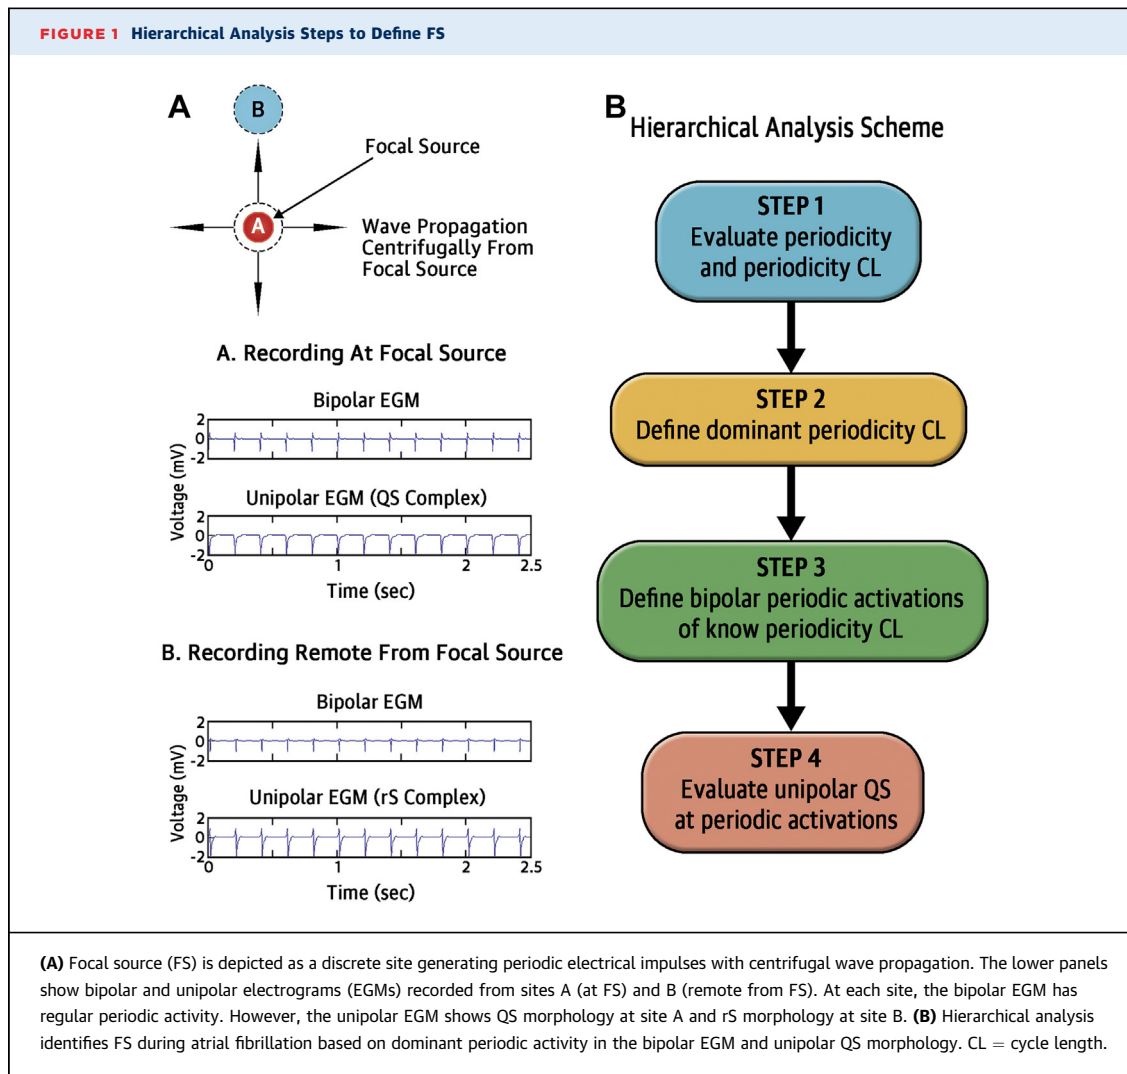 FIGURE 1 Hierarchical Analysis Steps to Define FS
A
B
Focal Source
A
Wave Propagation
Centrifugally From
Focal Source
A. Recording At Focal Source
Bipolar EGM
2
0
-2
Unipolar EGM (QS Complex)
2
0
-2
Voltage (mV)
0
1
2
2.5
Time (sec)
B. Recording Remote From Focal Source
Bipolar EGM
2
0
-2
Unipolar EGM (rS Complex)
2
0
-2
Voltage (mV)
0
1
2
2.5
Time (sec)
B
Hierarchical Analysis Scheme
STEP 1
Evaluate periodicity
and periodicity CL
STEP 2
Define dominant periodicity CL
STEP 3
Define bipolar periodic activations
of know periodicity CL
STEP 4
Evaluate unipolar QS
at periodic activations
(A) Focal source (FS) is depicted as a discrete site generating periodic electrical impulses with centrifugal wave propagation. The lower panels
show bipolar and unipolar electrograms (EGMs) recorded from sites A (at FS) and B (remote from FS). At each site, the bipolar EGM has
regular periodic activity. However, the unipolar EGM shows QS morphology at site A and rS morphology at site B. (B) Hierarchical analysis
identifies FS during atrial fibrillation based on dominant periodic activity in the bipolar EGM and unipolar QS morphology. CL = cycle length.